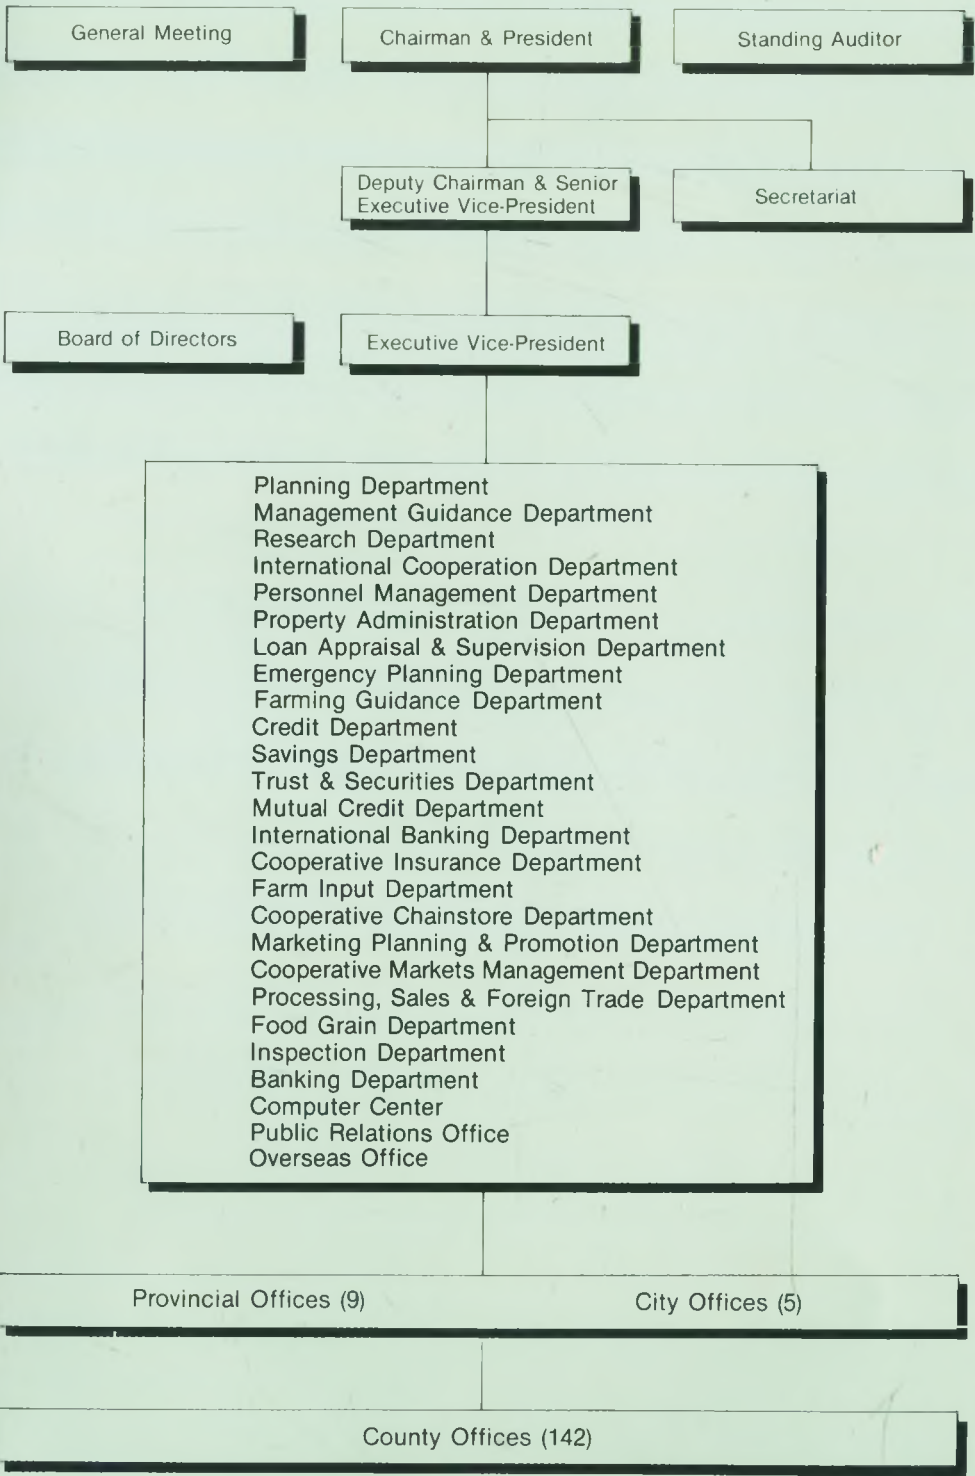 General Meeting
Chairman & President
Standing Auditor
Deputy Chairman & Senior
Executive Vice-President
Secretariat
Board of Directors
Executive Vice-President
Planning Department
Management Guidance Department
Research Department
International Cooperation Department
Personnel Management Department
Property Administration Department
Loan Appraisal & Supervision Department
Emergency Planning Department
Farming Guidance Department
Credit Department
Savings Department
Trust & Securities Department
Mutual Credit Department
International Banking Department
Cooperative Insurance Department
Farm Input Department
Cooperative Chainstore Department
Marketing Planning & Promotion Department
Cooperative Markets Management Department
Processing, Sales & Foreign Trade Department
Food Grain Department
Inspection Department
Banking Department
Computer Center
Public Relations Office
Overseas Office
Provincial Offices (9)
City Offices (5)
County Offices (142)